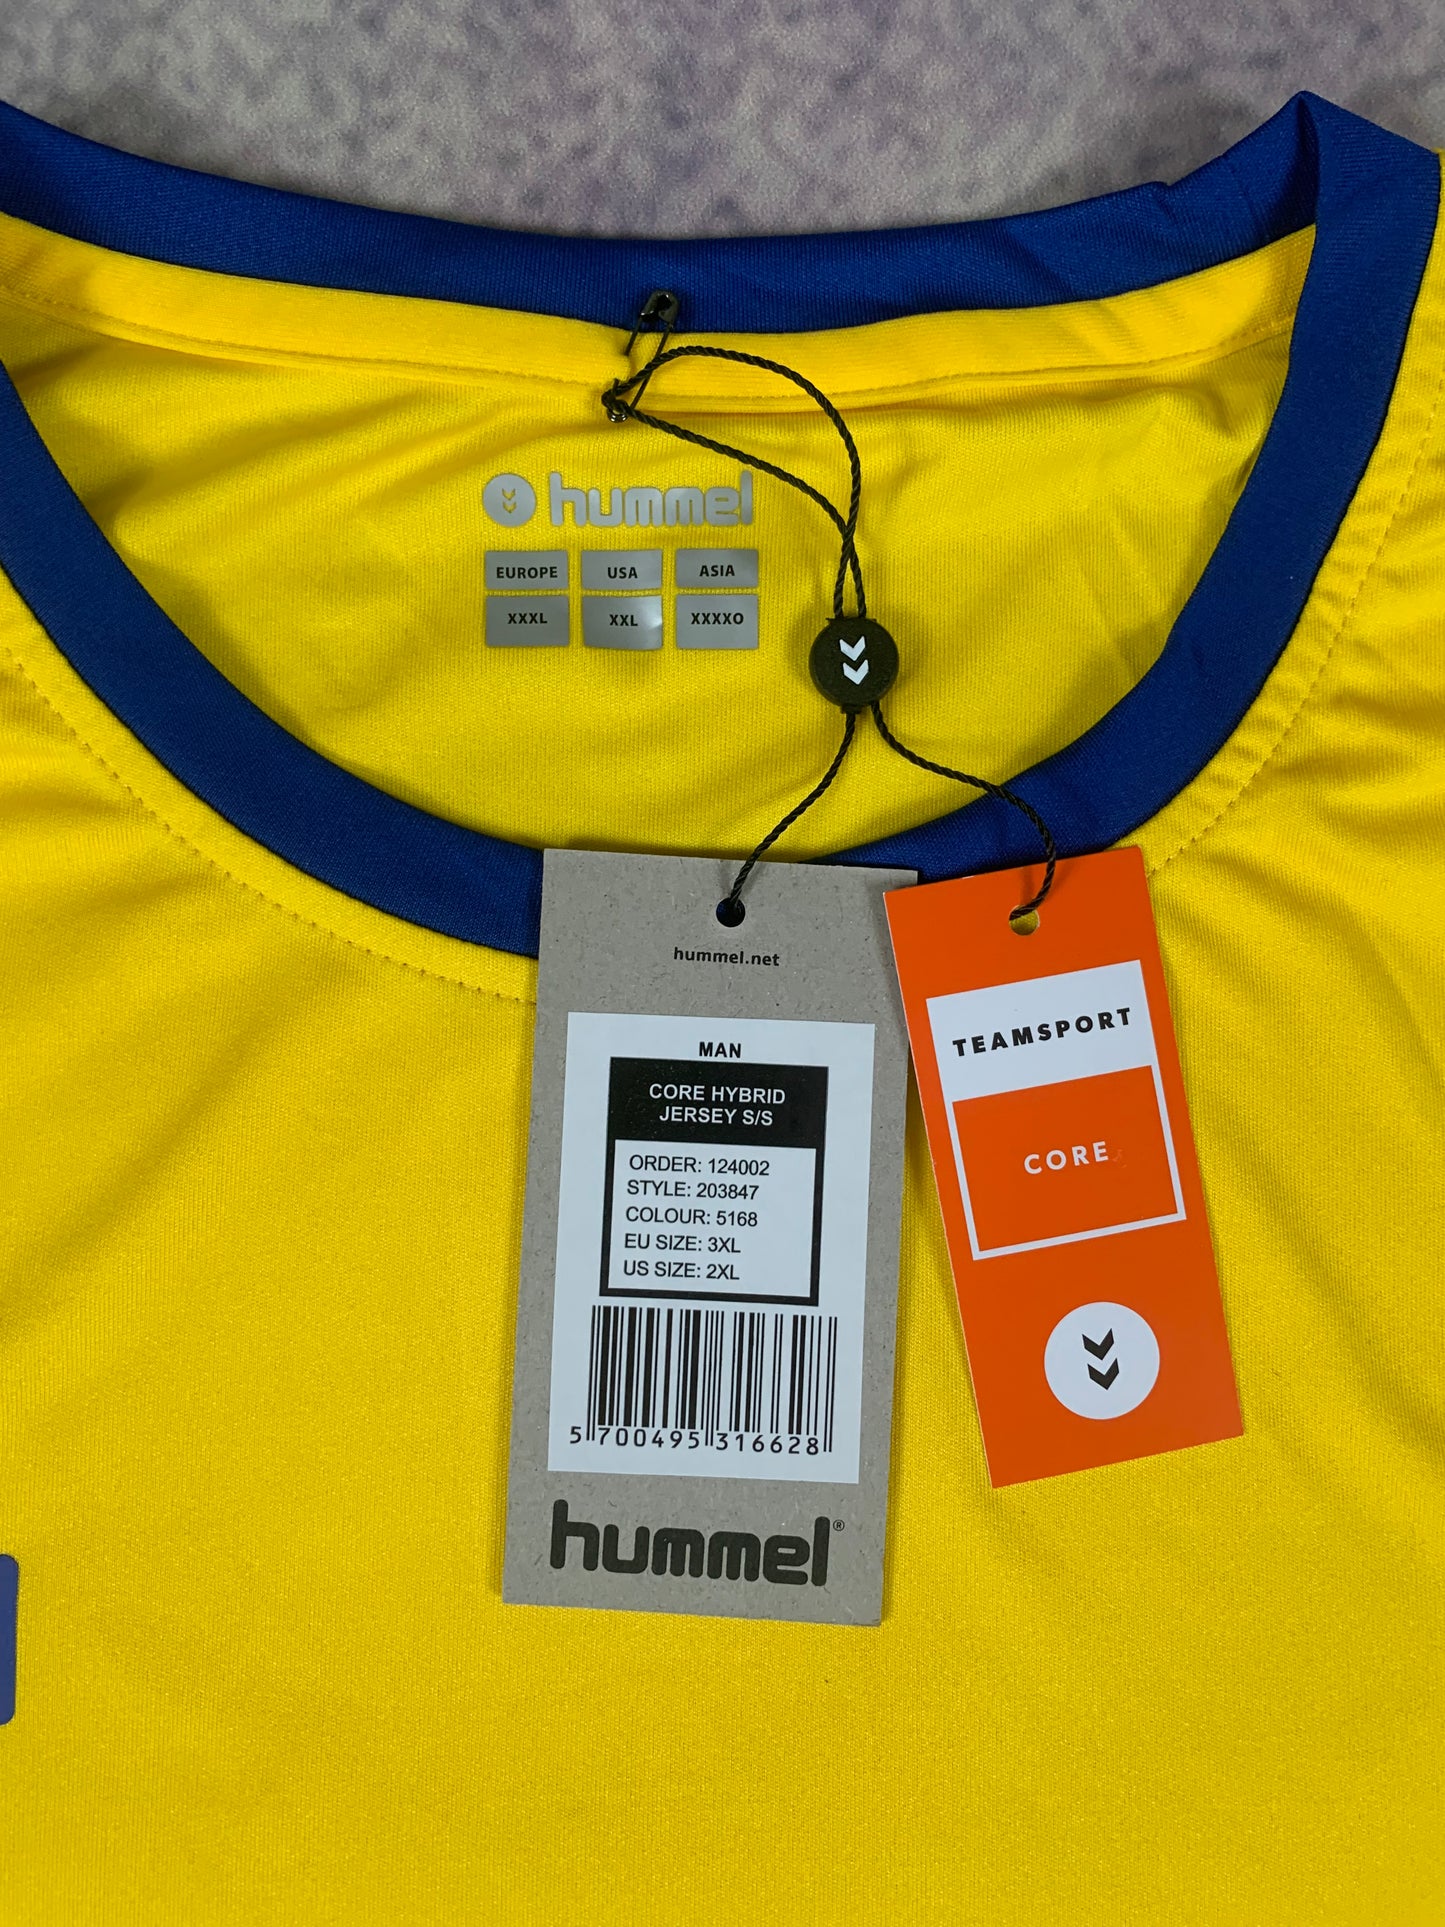 hummel
EUROPE USA ASIA
XXXL XXL XXXXO
hummel.net
MAN
CORE HYBRID
JERSEY S/S
ORDER: 124002
STYLE: 203847
COLOUR: 5168
EU SIZE: 3XL
US SIZE: 2XL
5 700495 316628
hummel®
TEAMSPORT
CORE